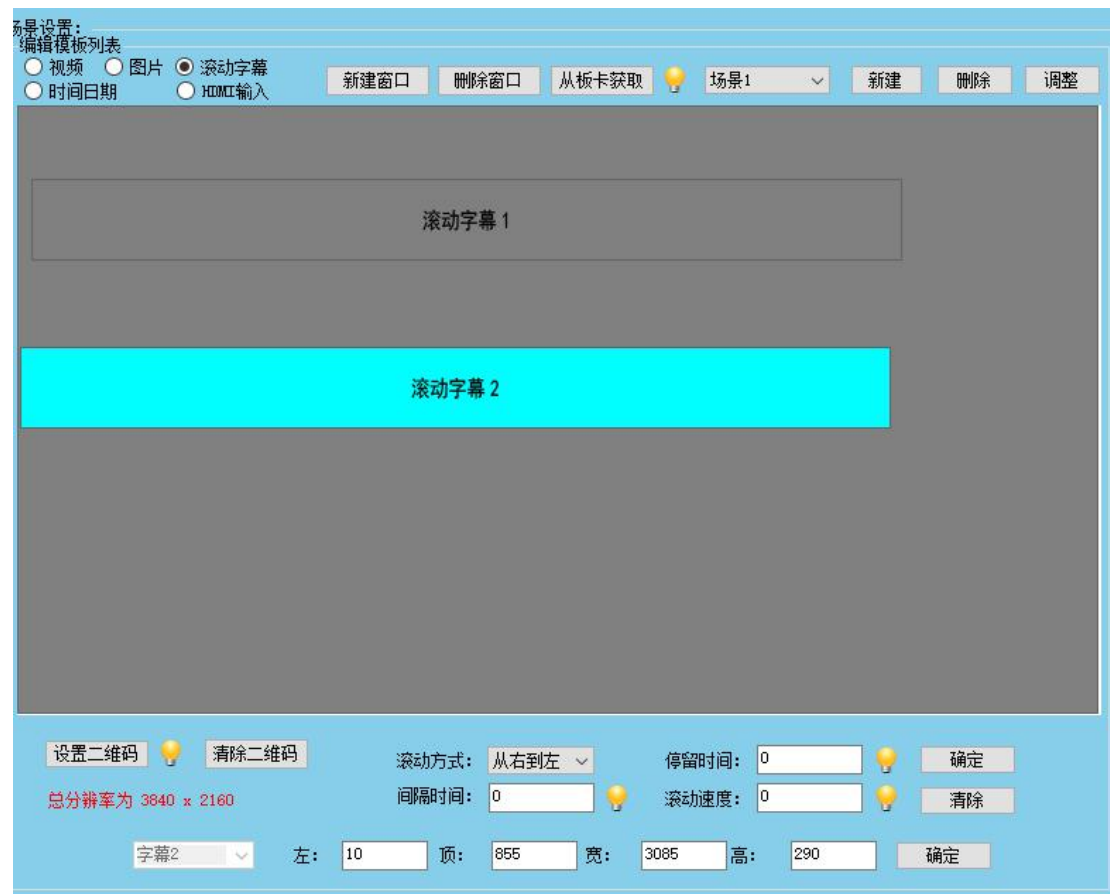 场景设置：
编辑模板列表
视频 图片 滚动字幕
时间日期 HDMI输入
新建窗口 删除窗口 从板卡获取 场景1 新建 删除 调整
滚动字幕 1
滚动字幕 2
设置二维码 清除二维码 滚动方式： 从右到左 停留时间： 0 确定
总分辨率为 3840 x 2160 间隔时间： 0 滚动速度： 0 清除
字幕2 左： 10 顶： 855 宽： 3085 高： 290 确定